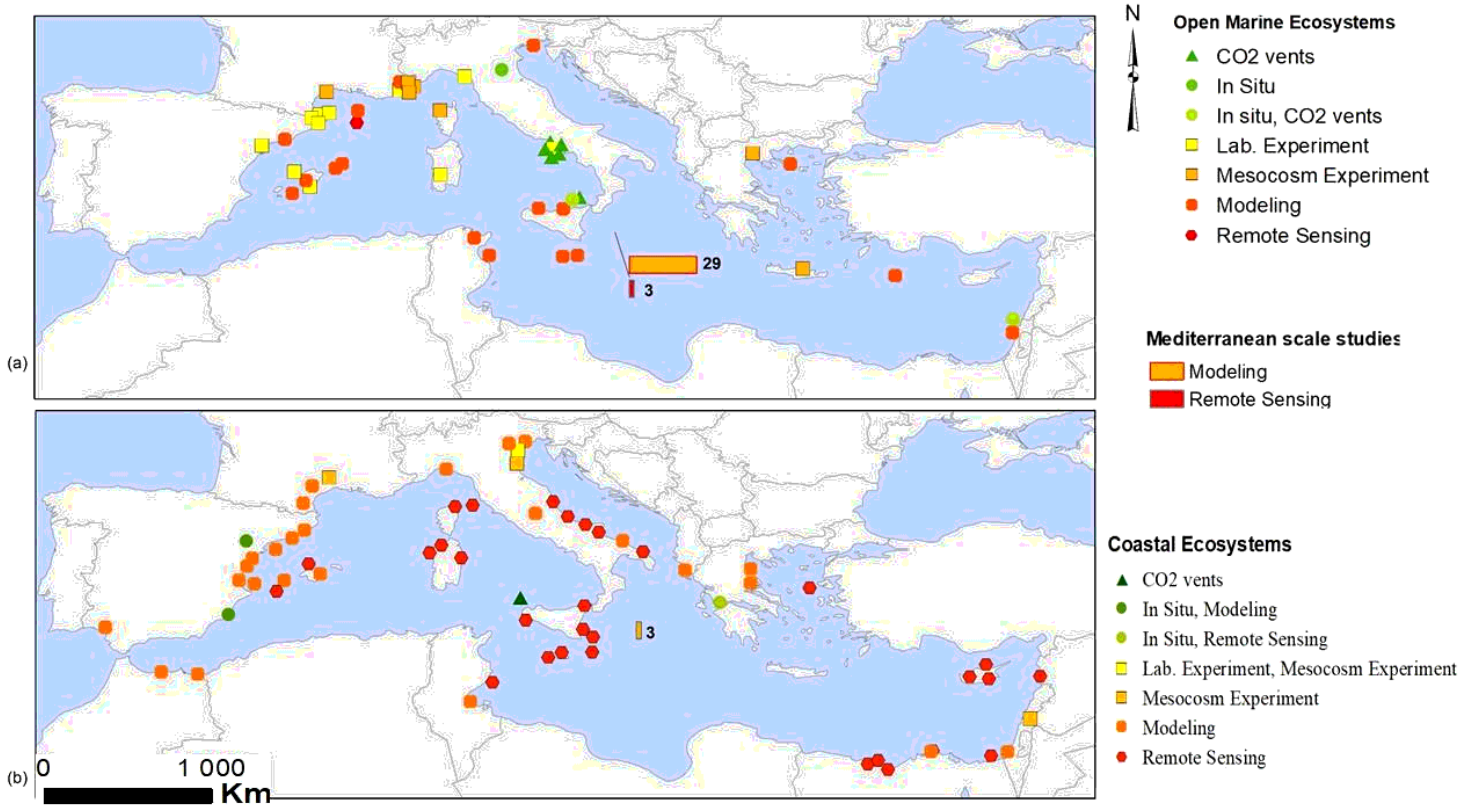 N
Open Marine Ecosystems
CO2 vents
In Situ
In situ, CO2 vents
Lab. Experiment
Mesocosm Experiment
Modeling
Remote Sensing
29
3
Mediterranean scale studies
Modeling
Remote Sensing
(a)
3
Coastal Ecosystems
CO2 vents
In Situ, Modeling
In Situ, Remote Sensing
Lab. Experiment, Mesocosm Experiment
Mesocosm Experiment
Modeling
Remote Sensing
(b)
0 1 000
Km